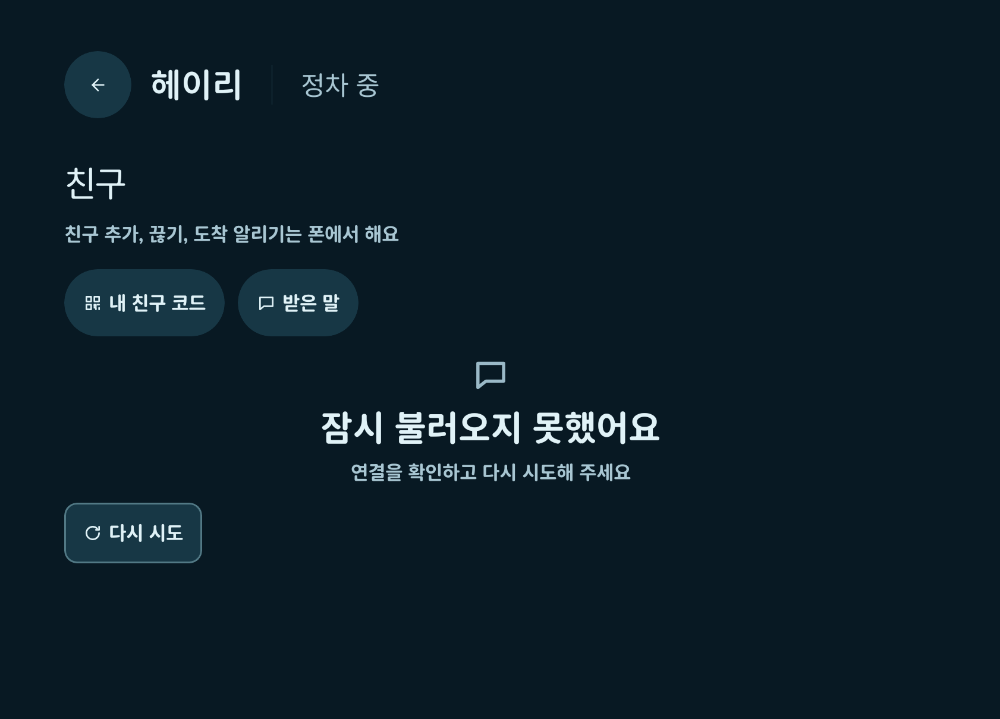 헤이리
정차 중
친구
친구 추가, 끊기, 도착 알리기는 폰에서 해요
내 친구 코드
받은 말
잠시 불러오지 못했어요
연결을 확인하고 다시 시도해 주세요
다시 시도